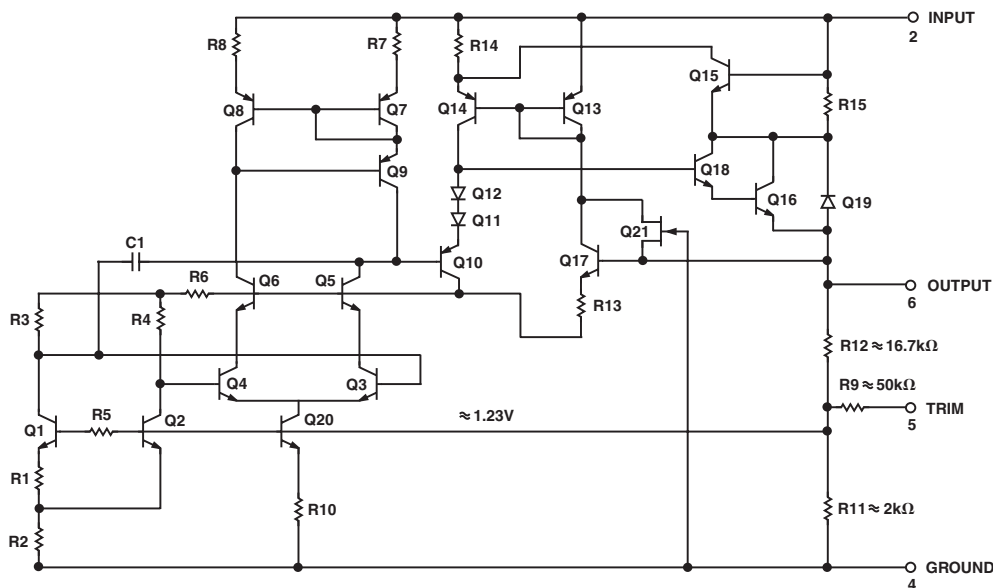 INPUT
2
R8
R7
R14
Q15
R15
Q8
Q7
Q14
Q13
Q9
Q18
Q12
Q16
Q19
Q11
Q21
C1
Q10
Q17
R6
Q6
Q5
OUTPUT
6
R3
R4
R13
R12 ≈ 16.7kΩ
Q4
Q3
R9 ≈ 50kΩ
TRIM
5
R5
Q2
Q20
≈ 1.23V
Q1
R1
R10
R11 ≈ 2kΩ
R2
GROUND
4